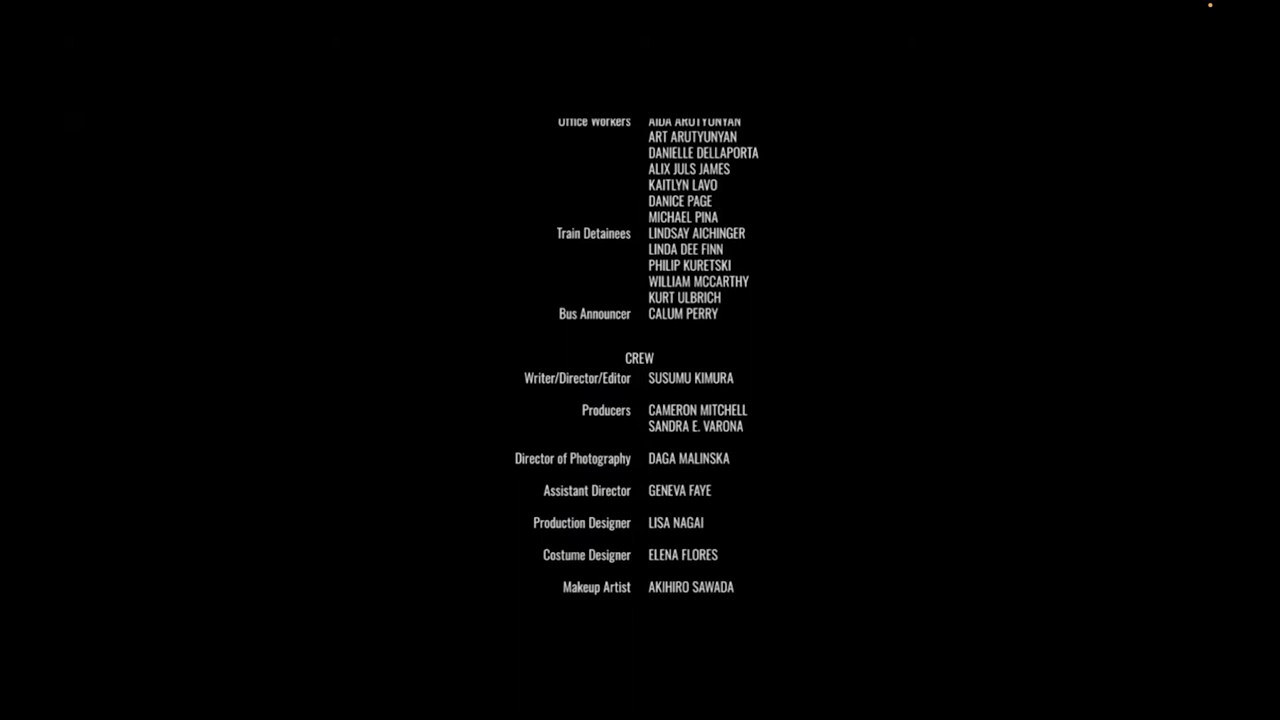 Office Workers AIDA ARUTYUNYAN
ART ARUTYUNYAN
DANIELLE DELLAPORTA
ALIX JULS JAMES
KAITLYN LAVO
DANICE PAGE
MICHAEL PINA
Train Detainees LINDSAY AICHINGER
LINDA DEE FINN
PHILIP KURETSKI
WILLIAM MCCARTHY
KURT ULBRICH
Bus Announcer CALUM PERRY
CREW
Writer/Director/Editor SUSUMU KIMURA
Producers CAMERON MITCHELL
SANDRA E. VARONA
Director of Photography DAGA MALINSKA
Assistant Director GENEVA FAYE
Production Designer LISA NAGAI
Costume Designer ELENA FLORES
Makeup Artist AKIHIRO SAWADA